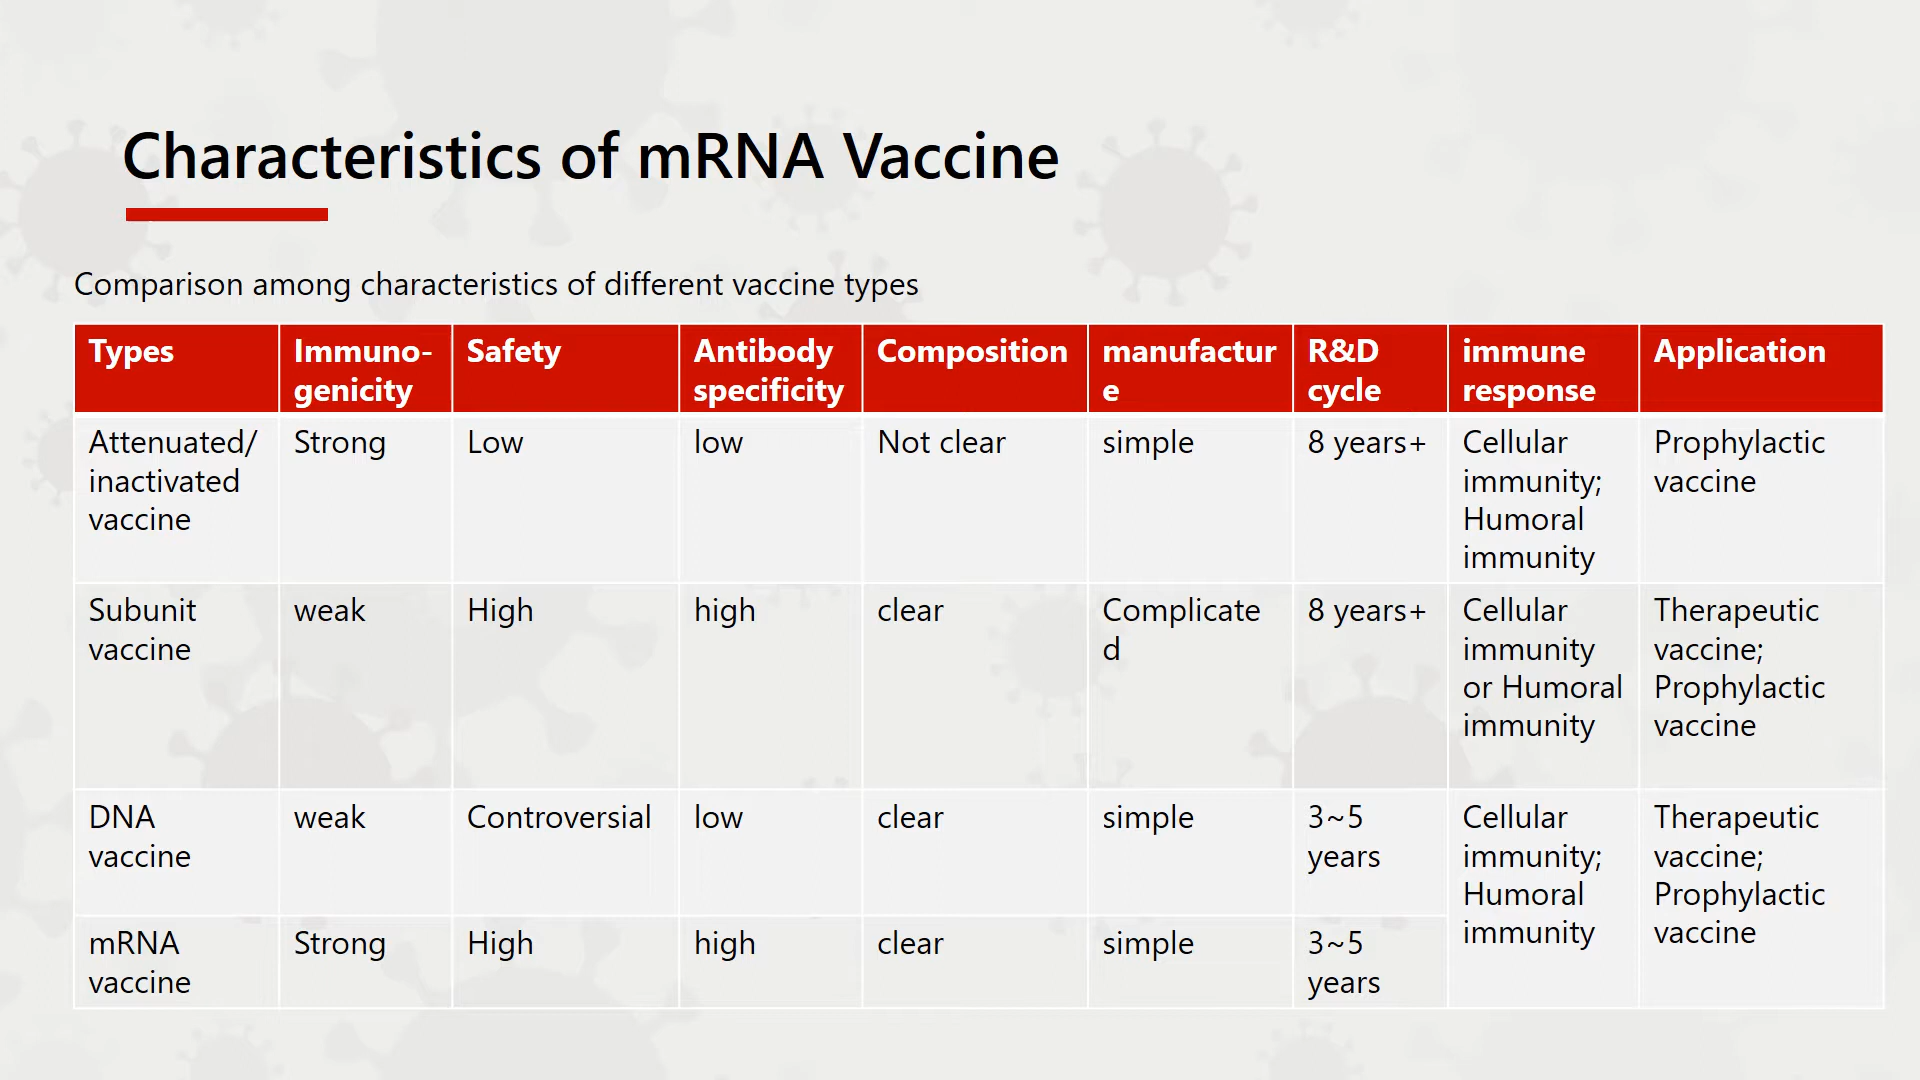 Characteristics of mRNA Vaccine
Comparison among characteristics of different vaccine types
Types
Immuno-
genicity
Safety
Antibody
specificity
Composition
manufactur
e
R&D
cycle
immune
response
Application
Attenuated/
inactivated
vaccine
Strong
Low
low
Not clear
simple
8 years+
Cellular
immunity;
Humoral
immunity
Prophylactic
vaccine
Subunit
vaccine
weak
High
high
clear
Complicate
d
8 years+
Cellular
immunity
or Humoral
immunity
Therapeutic
vaccine;
Prophylactic
vaccine
DNA
vaccine
weak
Controversial
low
clear
simple
3~5
years
Cellular
immunity;
Humoral
immunity
Therapeutic
vaccine;
Prophylactic
vaccine
mRNA
vaccine
Strong
High
high
clear
simple
3~5
years